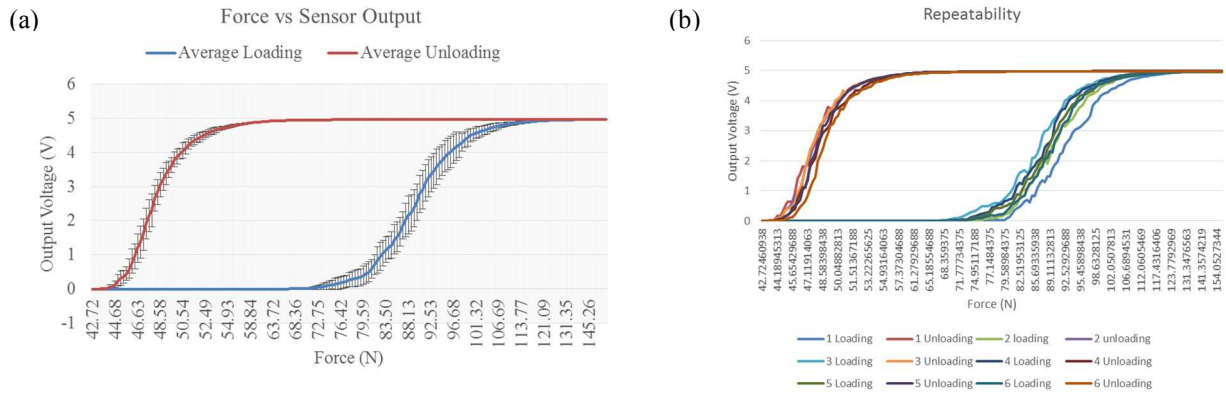 (a)
Force vs Sensor Output
Average Loading Average Unloading
Output Voltage (V)
6
5
4
3
2
1
0
-1
42.72 44.68 46.63 48.58 50.54 52.49 54.93 58.84 63.72 68.36 72.75 76.42 79.59 83.50 88.13 92.53 96.68 101.32 106.69 113.77 121.09 131.35 145.26
Force (N)
(b)
Repeatability
Output Voltage (V)
6
5
4
3
2
1
0
42.72460938 44.18945313 45.65429688 47.11914063 48.58398438 50.04882813 51.51367188 53.22265625 54.93164063 57.37304688 61.27929688 65.18554688 68.359375 71.77734375 74.95117188 77.1484375 79.58984375 82.51953125 85.69335938 89.11132813 92.52929688 95.45898438 98.6328125 102.0507813 106.6894531 112.0605469 117.4316406 123.7792969 131.3476563 141.3574219 154.0527344
Force (N)
1 Loading 1 Unloading 2 loading 2 unloading
3 Loading 3 Unloading 4 Loading 4 Unloading
5 Loading 5 Unloading 6 Loading 6 Unloading